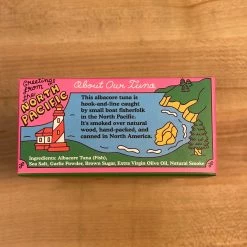 Greetings
from
the
NORTH
PACIFIC
About Our Tuna
This albacore tuna is
hook-and-line caught
by small boat fisherfolk
in the North Pacific.
It's smoked over natural
wood, hand-packed, and
canned in North America.
Ingredients: Albacore Tuna (Fish),
Sea Salt, Garlic Powder, Brown Sugar, Extra Virgin Olive Oil, Natural Smoke